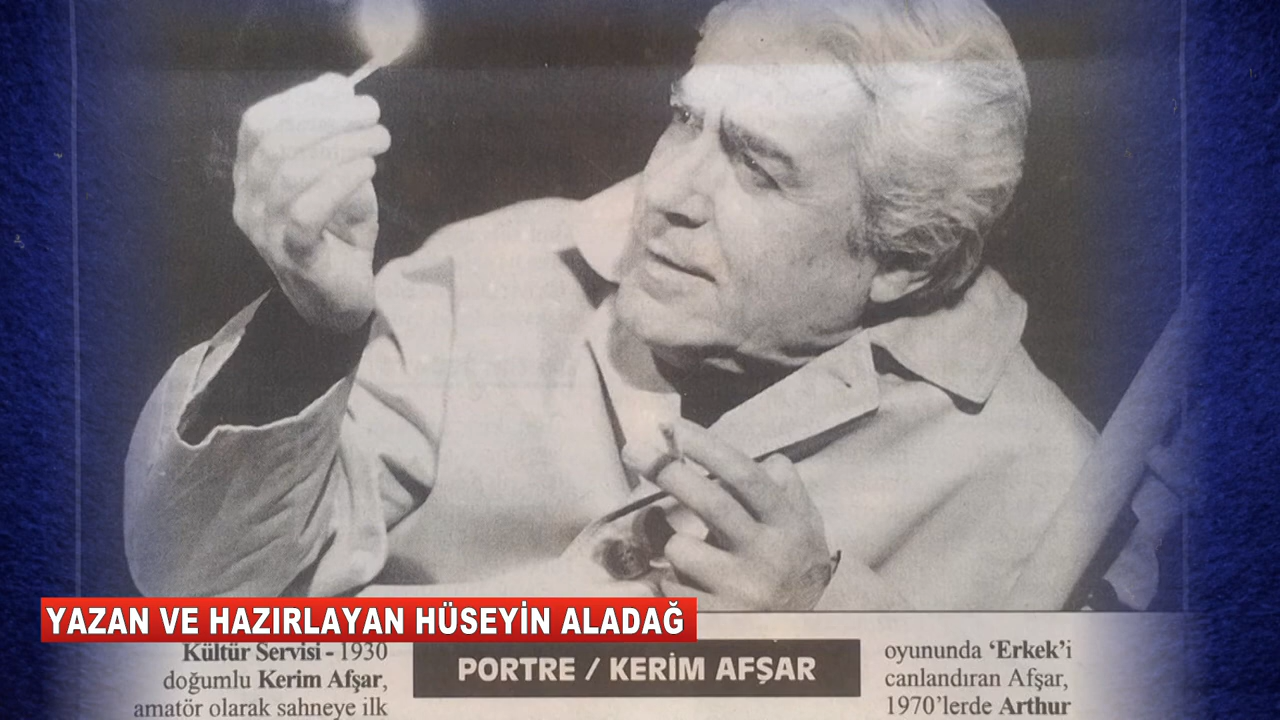 YAZAN VE HAZIRLAYAN HÜSEYİN ALADAĞ
Kültür Servisi - 1930
doğumlu Kerim Afşar,
amatör olarak sahneye ilk
PORTRE / KERİM AFŞAR
oyununda ‘Erkek’i
canlandıran Afşar,
1970’lerde Arthur